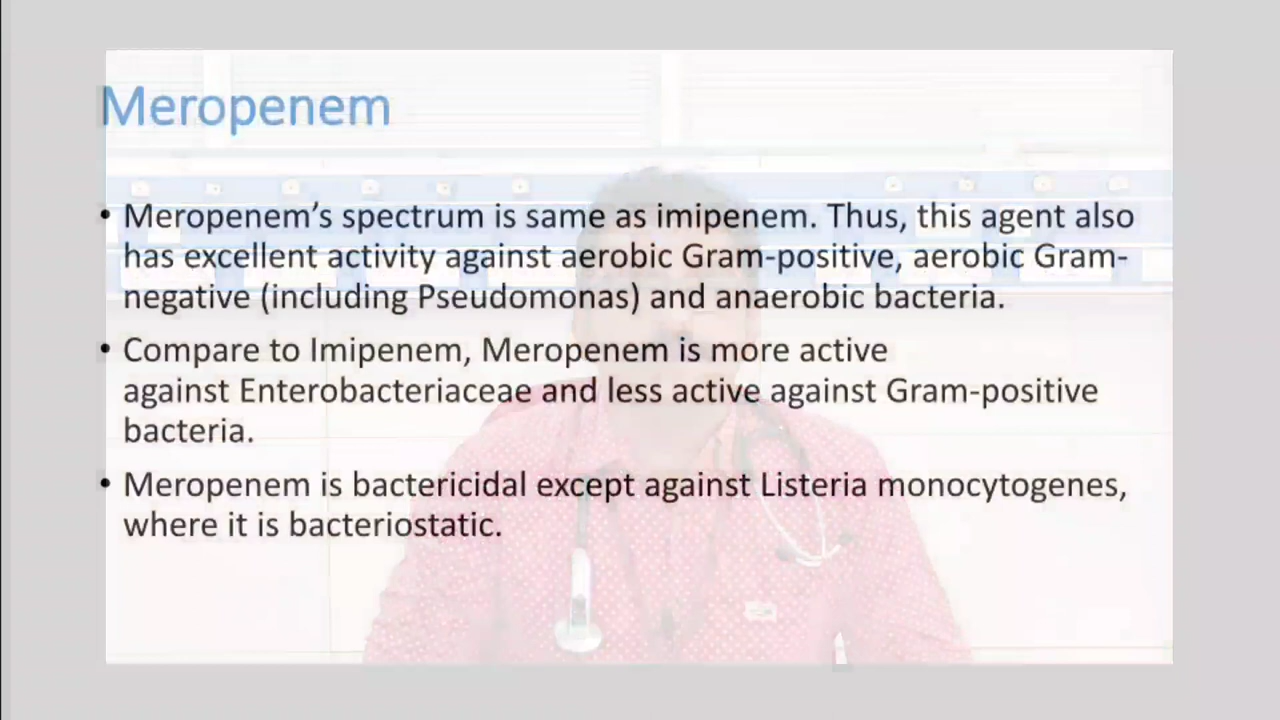 Meropenem
• Meropenem’s spectrum is same as imipenem. Thus, this agent also
has excellent activity against aerobic Gram-positive, aerobic Gram-
negative (including Pseudomonas) and anaerobic bacteria.
• Compare to Imipenem, Meropenem is more active
against Enterobacteriaceae and less active against Gram-positive
bacteria.
• Meropenem is bactericidal except against Listeria monocytogenes,
where it is bacteriostatic.